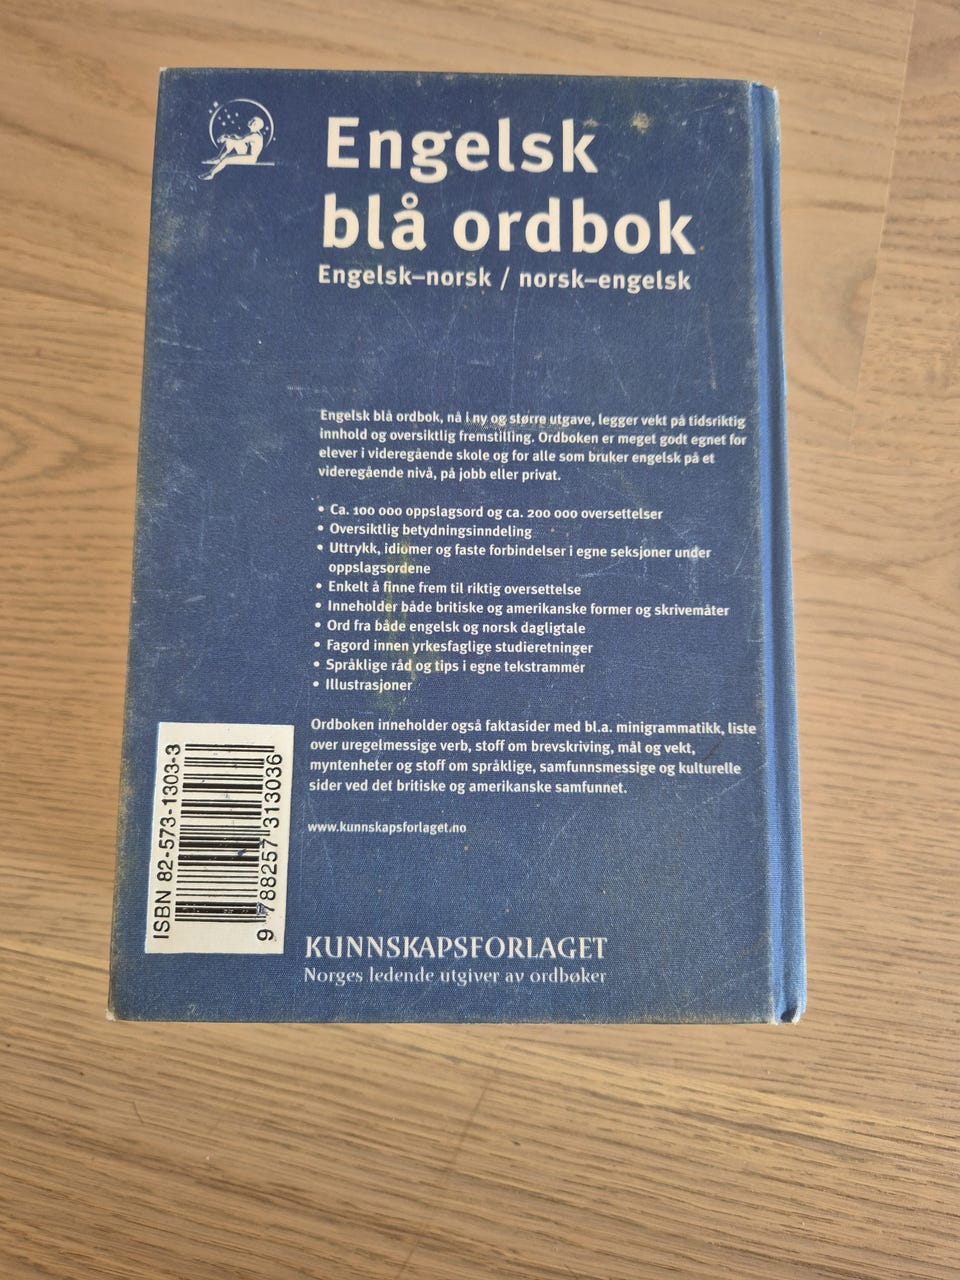 Engelsk
blå ordbok
Engelsk–norsk / norsk–engelsk
Engelsk blå ordbok, nå i ny og større utgave, legger vekt på tidsriktig
innhold og oversiktlig fremstilling. Ordboken er meget godt egnet for
elever i videregående skole og for alle som bruker engelsk på et
videregående nivå, på jobb eller privat.
• Ca. 100 000 oppslagsord og ca. 200 000 oversettelser
• Oversiktlig betydningsinndeling
• Uttrykk, idiomer og faste forbindelser i egne seksjoner under
oppslagsordene
• Enkelt å finne frem til riktig oversettelse
• Inneholder både britiske og amerikanske former og skrivemåter
• Ord fra både engelsk og norsk dagligtale
• Fagord innen yrkesfaglige studieretninger
• Språklige råd og tips i egne tekstrammer
• Illustrasjoner
Ordboken inneholder også faktasider med bl.a. minigrammatikk, liste
over uregelmessige verb, stoff om brevskriving, mål og vekt,
myntenheter og stoff om språklige, samfunnsmessige og kulturelle
sider ved det britiske og amerikanske samfunnet.
www.kunnskapsforlaget.no
ISBN 82-573-1303-3
9 788257 313036
KUNNSKAPSFORLAGET
Norges ledende utgiver av ordbøker